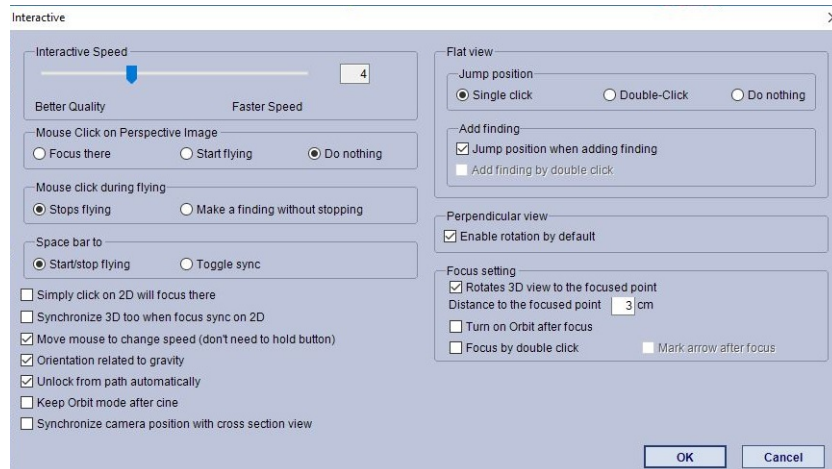 Interactive
Interactive Speed
4
Better Quality Faster Speed
Mouse Click on Perspective Image
Focus there Start flying Do nothing
Mouse click during flying
Stops flying Make a finding without stopping
Space bar to
Start/stop flying Toggle sync
Simply click on 2D will focus there
Synchronize 3D too when focus sync on 2D
Move mouse to change speed (don't need to hold button)
Orientation related to gravity
Unlock from path automatically
Keep Orbit mode after cine
Synchronize camera position with cross section view
Flat view
Jump position
Single click Double-Click Do nothing
Add finding
Jump position when adding finding
Add finding by double click
Perpendicular view
Enable rotation by default
Focus setting
Rotates 3D view to the focused point
Distance to the focused point 3 cm
Turn on Orbit after focus
Focus by double click Mark arrow after focus
OK Cancel